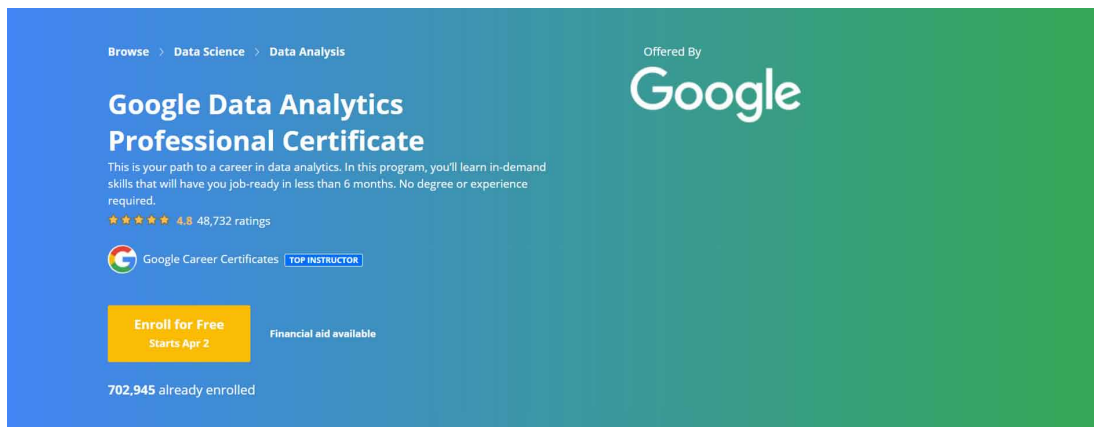 Browse > Data Science > Data Analysis
Offered By
Google
Google Data Analytics
Professional Certificate
This is your path to a career in data analytics. In this program, you'll learn in-demand
skills that will have you job-ready in less than 6 months. No degree or experience
required.
4.8 48,732 ratings
G Google Career Certificates TOP INSTRUCTOR
Enroll for Free
Starts Apr 2
Financial aid available
702,945 already enrolled